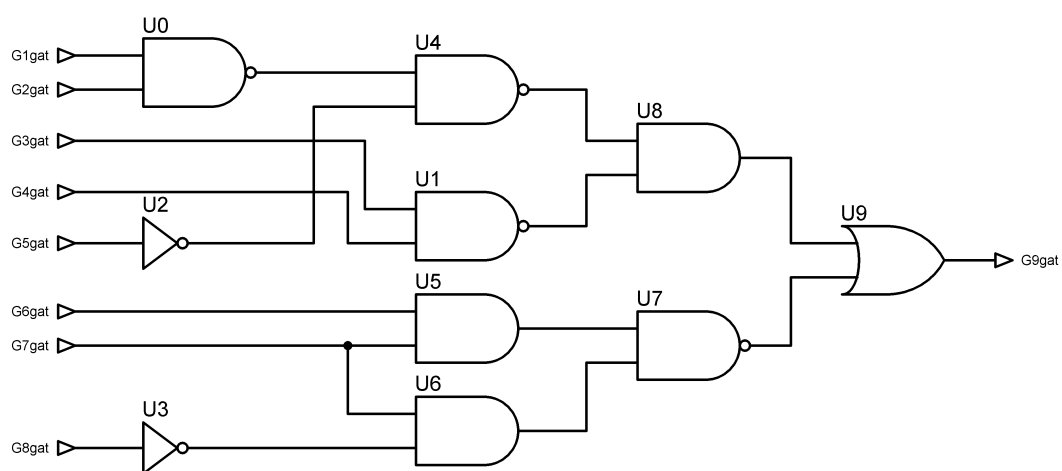 U0
G1gat
G2gat
U4
G3gat
U8
U1
G4gat
U2
G5gat
U9
G9gat
U5
G6gat
U7
G7gat
U6
U3
G8gat